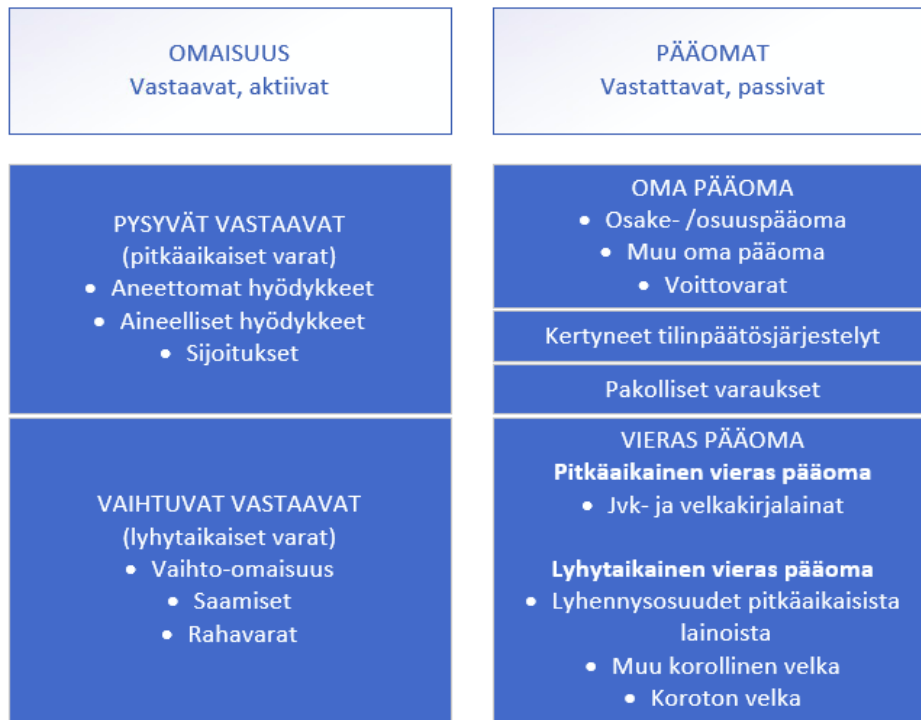 OMAISUUS
Vastaavat, aktiivat
PYSYVÄT VASTAAVAT
(pitkäaikaiset varat)
• Aneettomat hyödykkeet
• Aineelliset hyödykkeet
• Sijoitukset
VAIHTUVAT VASTAAVAT
(lyhytaikaiset varat)
• Vaihto-omaisuus
• Saamiset
• Rahavarat
PÄÄOMAT
Vastattavat, passivat
OMA PÄÄOMA
• Osake- /osuuspääoma
• Muu oma pääoma
• Voittovarat
Kertyneet tilinpäätösjärjestelyt
Pakolliset varaukset
VIERAS PÄÄOMA
Pitkäaikainen vieras pääoma
• Jvk- ja velkakirjalainat
Lyhytaikainen vieras pääoma
• Lyhennysosuudet pitkäaikaisista
lainoista
• Muu korollinen velka
• Koroton velka